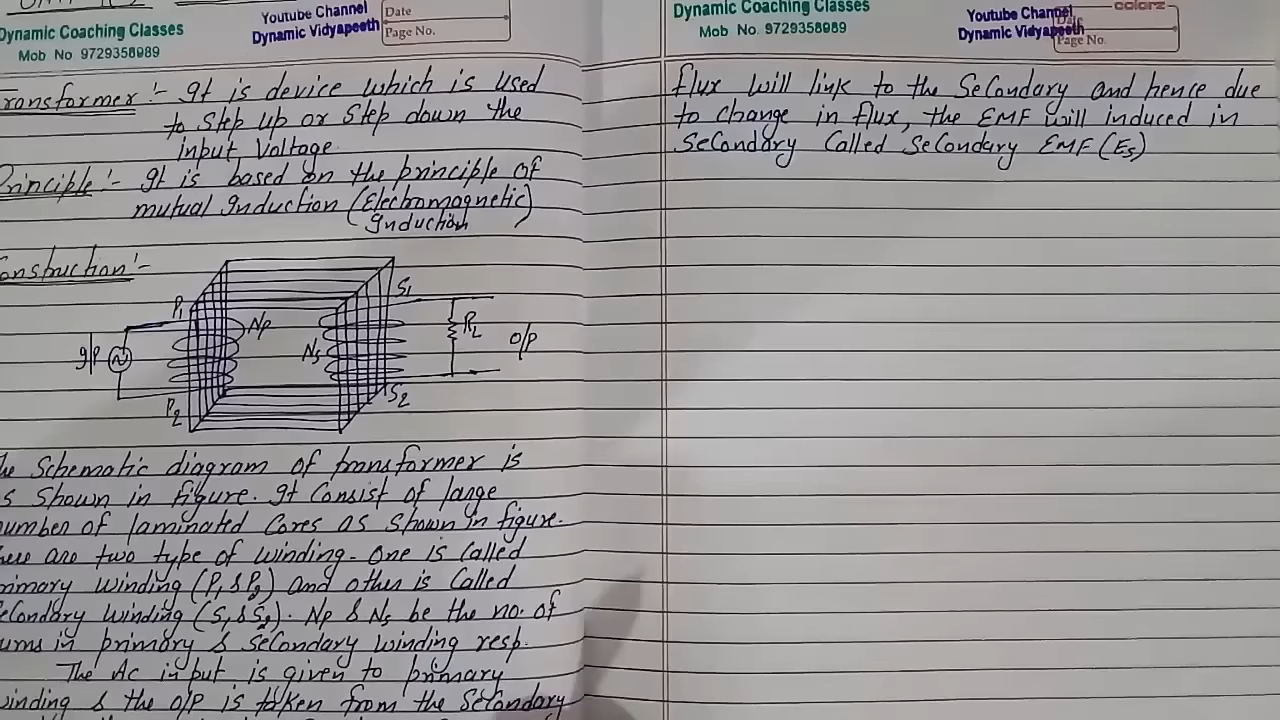 Dynamic Coaching Classes
Mob No 9729358989
Youtube Channel
Dynamic Vidyapeeth
Date
Page No.
ransformer :- It is device which is used
to Step up or Step down the
input Voltage.
Principle :- It is based on the principle of
mutual Induction (Electromagnetic)
Induction
onstruction :-
P1
Np
I/P
P2
S1
RL
O/P
Ns
S2
he Schematic diagram of transformer is
s Shown in figure. It Consist of large
number of laminated Cores as shown in figure.
here are two type of winding. One is Called
rimary winding (P1 & P2) and other is Called
econdary winding (S1 & S2). Np & Ns be the no. of
urns in primary & Secondary winding resp.
The Ac input is given to primary
winding & the o/p is taken from the Secondary
Dynamic Coaching Classes
Mob No. 9729358989
Youtube Channel
Dynamic Vidyapeeth
colorz
Date
Page No.
flux will link to the Secondary and hence due
to change in flux, the EMF will induced in
Secondary Called Secondary EMF (Es)